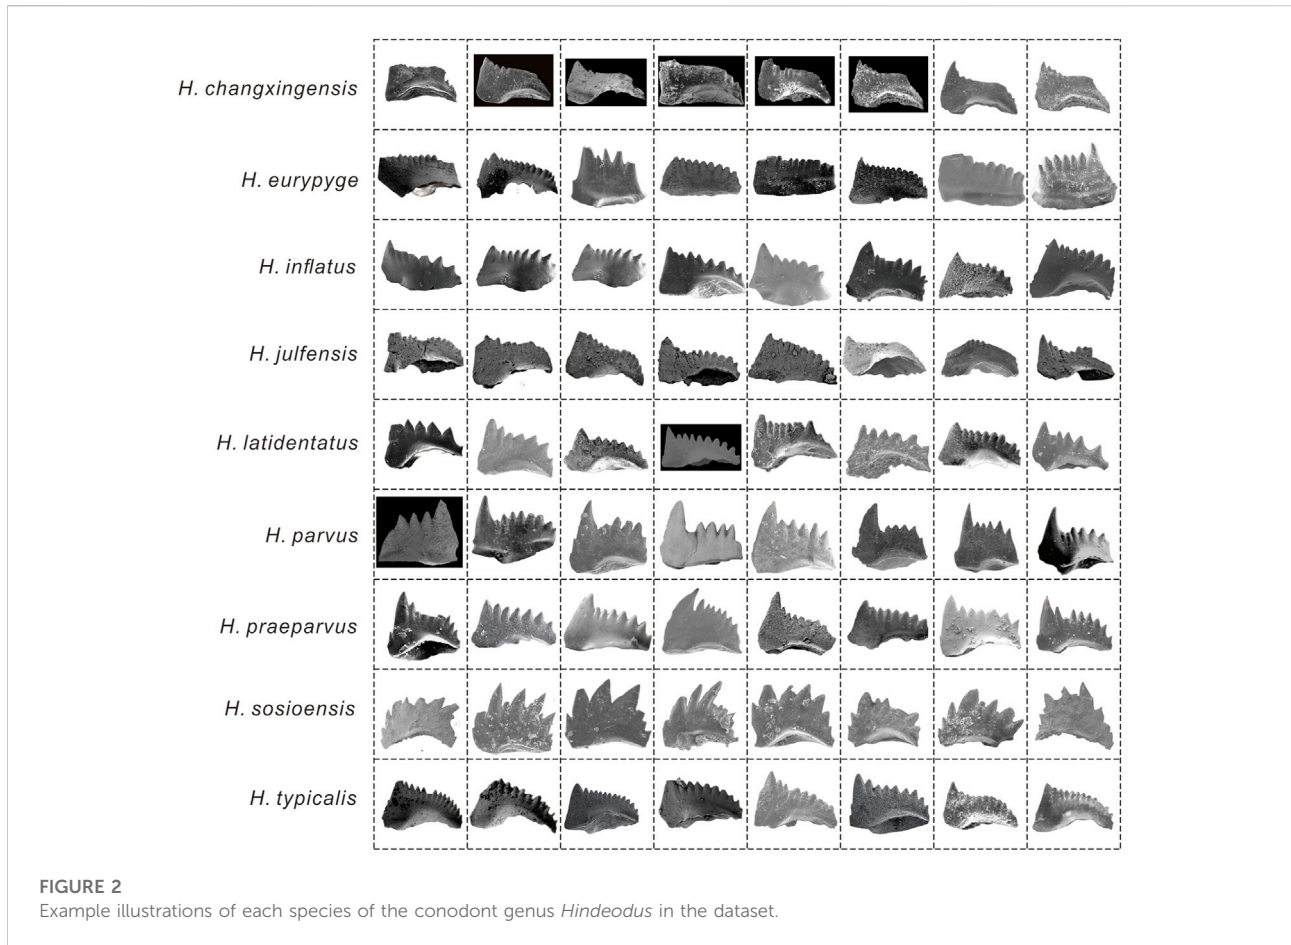 H. changxingensis
H. eurypyge
H. inflatus
H. julfensis
H. latidentatus
H. parvus
H. praeparvus
H. sosioensis
H. typicalis
FIGURE 2
Example illustrations of each species of the conodont genus Hindeodus in the dataset.